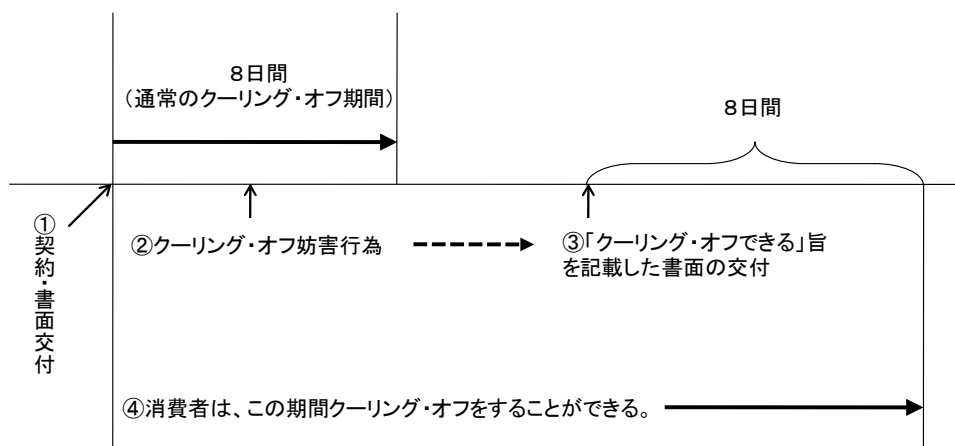 8日間
(通常のクーリング・オフ期間)
8日間
①契約・書面交付
②クーリング・オフ妨害行為
③「クーリング・オフできる」旨
を記載した書面の交付
④消費者は、この期間クーリング・オフをすることができる。